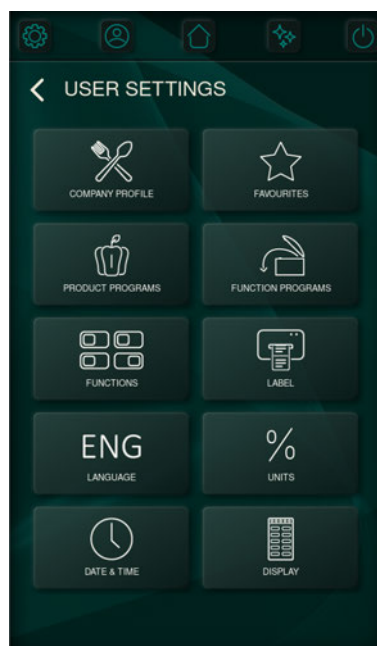 USER SETTINGS
COMPANY PROFILE
FAVOURITES
PRODUCT PROGRAMS
FUNCTION PROGRAMS
FUNCTIONS
LABEL
ENG
LANGUAGE
%
UNITS
DATE & TIME
DISPLAY